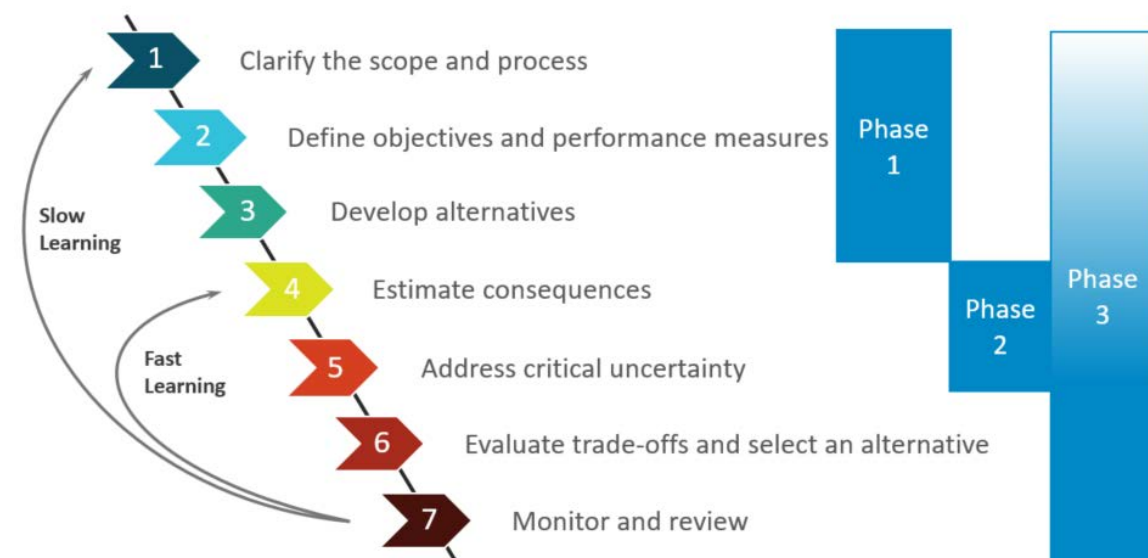 1
Clarify the scope and process
2
Define objectives and performance measures
3
Develop alternatives
4
Estimate consequences
5
Address critical uncertainty
6
Evaluate trade-offs and select an alternative
7
Monitor and review
Slow
Learning
Fast
Learning
Phase
1
Phase
2
Phase
3